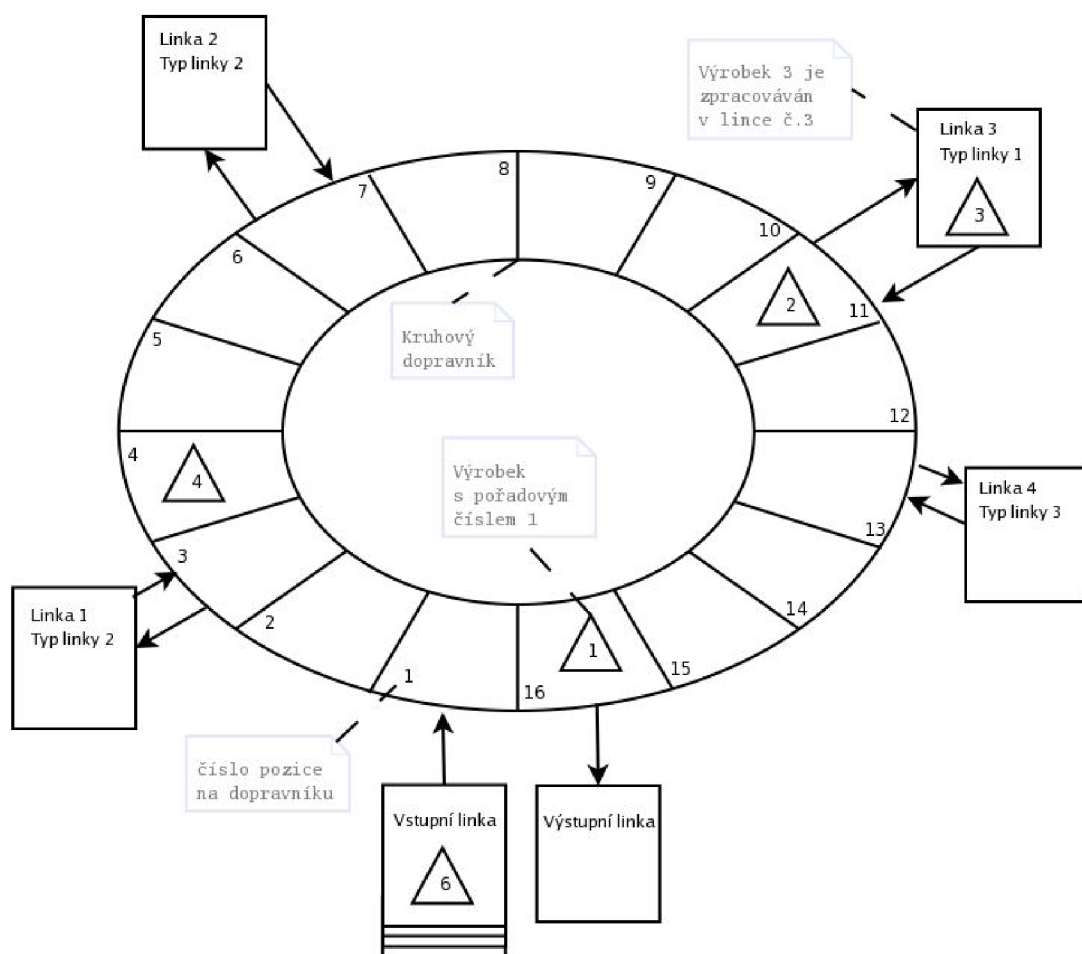 Linka 2
Typ linky 2
Výrobek 3 je
zpracováván
v lince č.3
Linka 3
Typ linky 1
3
8
9
7
10
6
2
11
5
Kruhový
dopravník
12
4
4
Výrobek
s pořadovým
číslem 1
Linka 4
Typ linky 3
13
3
Linka 1
Typ linky 2
2
14
1
15
1
16
číslo pozice
na dopravníku
Vstupní linka
Výstupní linka
6